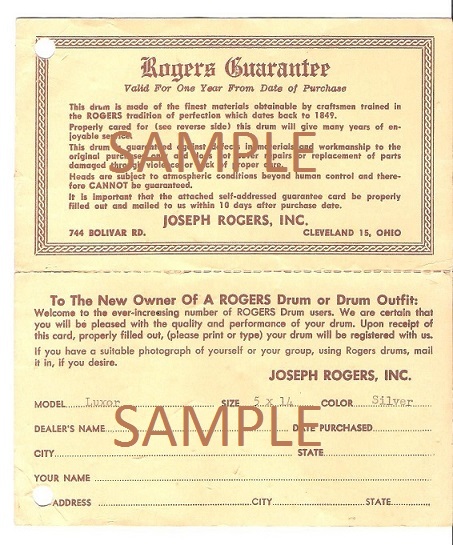 Rogers Guarantee
Valid For One Year From Date of Purchase
This drum is made of the finest materials obtainable by craftsmen trained in
the ROGERS tradition of perfection which dates back to 1849.
Properly cared for (see reverse side) this drum will give many years of en-
joyable service.
This drum is guaranteed against defects in materials and workmanship to the
original purchaser and does not cover repairs or replacement of parts
damaged through violence or lack of proper care.
Heads are subject to atmospheric conditions beyond human control and there-
fore CANNOT be guaranteed.
It is important that the attached self-addressed guarantee card be properly
filled out and mailed to us within 10 days after purchase date.
JOSEPH ROGERS, INC.
744 BOLIVAR RD. CLEVELAND 15, OHIO
SAMPLE
To The New Owner Of A ROGERS Drum or Drum Outfit:
Welcome to the ever-increasing number of ROGERS Drum users. We are certain that
you will be pleased with the quality and performance of your drum. Upon receipt of
this card, properly filled out, (please print or type) your drum will be registered with us.
If you have a suitable photograph of yourself or your group, using Rogers drums, mail
it in, if you desire.
JOSEPH ROGERS, INC.
MODEL Luxor SIZE 5 x 14 COLOR Silver
DEALER'S NAME DATE PURCHASED
SAMPLE
CITY STATE
YOUR NAME
ADDRESS CITY STATE